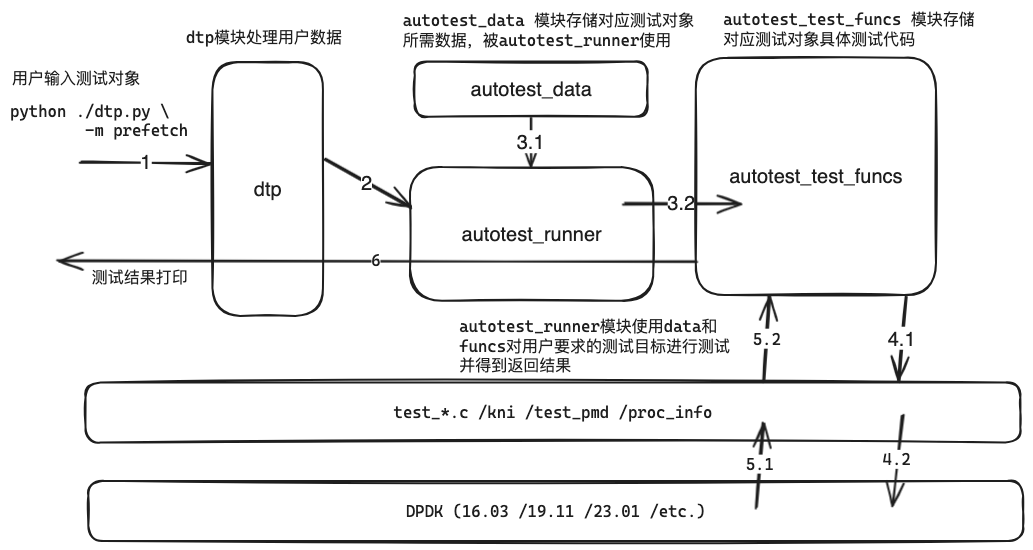 dtp模块处理用户数据
autotest_data 模块存储对应测试对象
所需数据，被autotest_runner使用
autotest_test_funcs 模块存储
对应测试对象具体测试代码
用户输入测试对象
python ./dtp.py \
-m prefetch
1
dtp
2
autotest_data
3.1
autotest_runner
3.2
autotest_test_funcs
6
测试结果打印
autotest_runner模块使用data和
funcs对用户要求的测试目标进行测试
并得到返回结果
5.2
4.1
test_*.c /kni /test_pmd /proc_info
5.1
4.2
DPDK (16.03 /19.11 /23.01 /etc.)